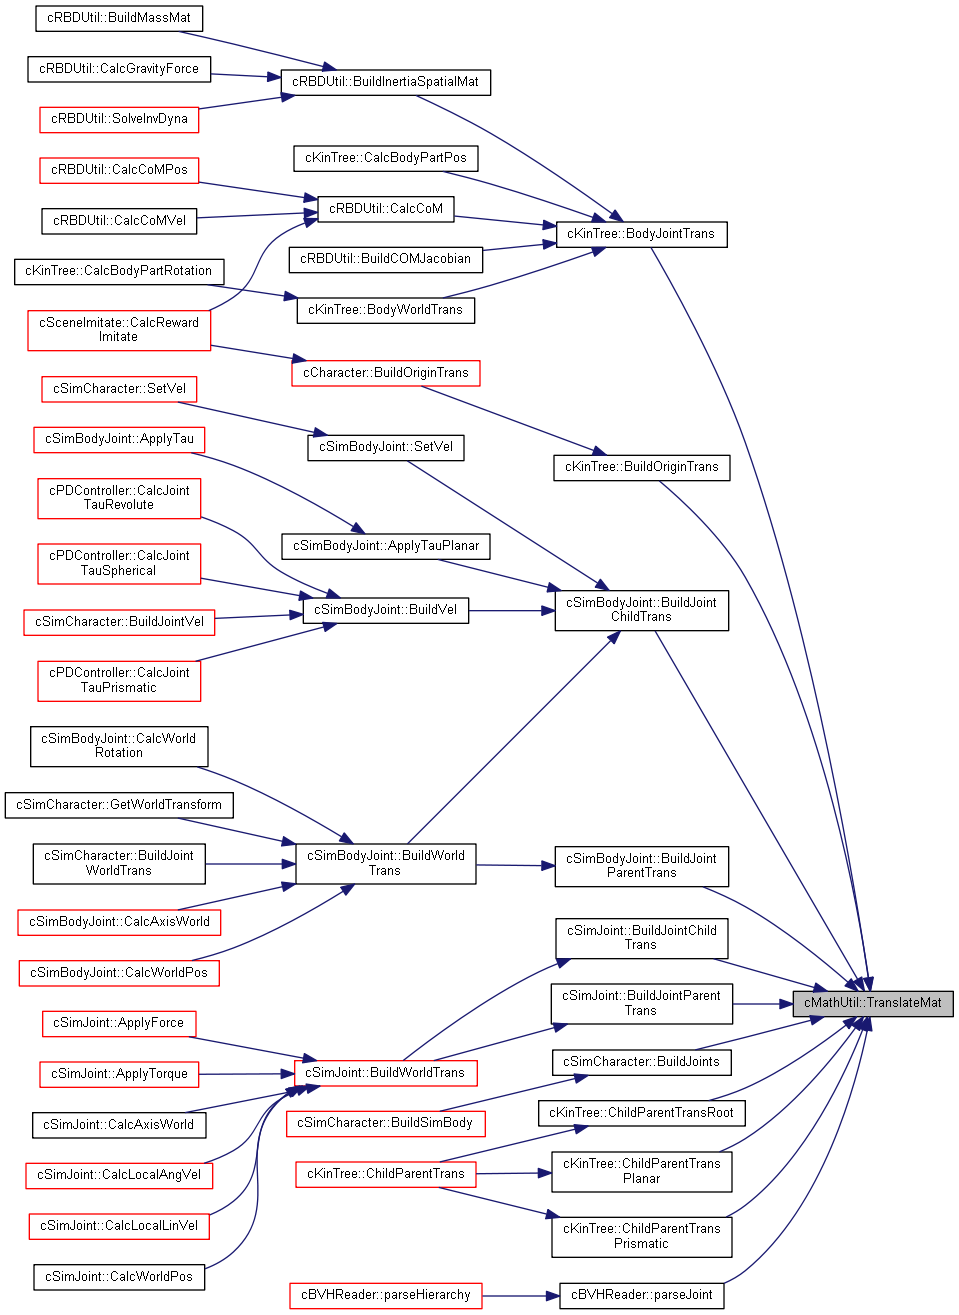 cRBDUtil::BuildMassMat
cRBDUtil::CalcGravityForce
cRBDUtil::BuildInertiaSpatialMat
cRBDUtil::SolveInvDyna
cKinTree::CalcBodyPartPos
cRBDUtil::CalcCoMPos
cRBDUtil::CalcCoM
cRBDUtil::CalcCoMVel
cKinTree::BodyJointTrans
cRBDUtil::BuildCOMJacobian
cKinTree::CalcBodyPartRotation
cKinTree::BodyWorldTrans
cSceneImitate::CalcReward
Imitate
cCharacter::BuildOriginTrans
cSimCharacter::SetVel
cSimBodyJoint::ApplyTau
cSimBodyJoint::SetVel
cKinTree::BuildOriginTrans
cPDController::CalcJoint
TauRevolute
cSimBodyJoint::ApplyTauPlanar
cPDController::CalcJoint
TauSpherical
cSimBodyJoint::BuildVel
cSimBodyJoint::BuildJoint
ChildTrans
cSimCharacter::BuildJointVel
cPDController::CalcJoint
TauPrismatic
cSimBodyJoint::CalcWorld
Rotation
cSimCharacter::GetWorldTransform
cSimCharacter::BuildJoint
WorldTrans
cSimBodyJoint::BuildWorld
Trans
cSimBodyJoint::BuildJoint
ParentTrans
cSimBodyJoint::CalcAxisWorld
cSimBodyJoint::CalcWorldPos
cSimJoint::BuildJointChild
Trans
cSimJoint::BuildJointParent
Trans
cMathUtil::TranslateMat
cSimJoint::ApplyForce
cSimJoint::ApplyTorque
cSimJoint::BuildWorldTrans
cSimCharacter::BuildJoints
cSimJoint::CalcAxisWorld
cSimCharacter::BuildSimBody
cKinTree::ChildParentTransRoot
cSimJoint::CalcLocalAngVel
cKinTree::ChildParentTrans
cKinTree::ChildParentTrans
Planar
cSimJoint::CalcLocalLinVel
cKinTree::ChildParentTrans
Prismatic
cSimJoint::CalcWorldPos
cBVHReader::parseHierarchy
cBVHReader::parseJoint